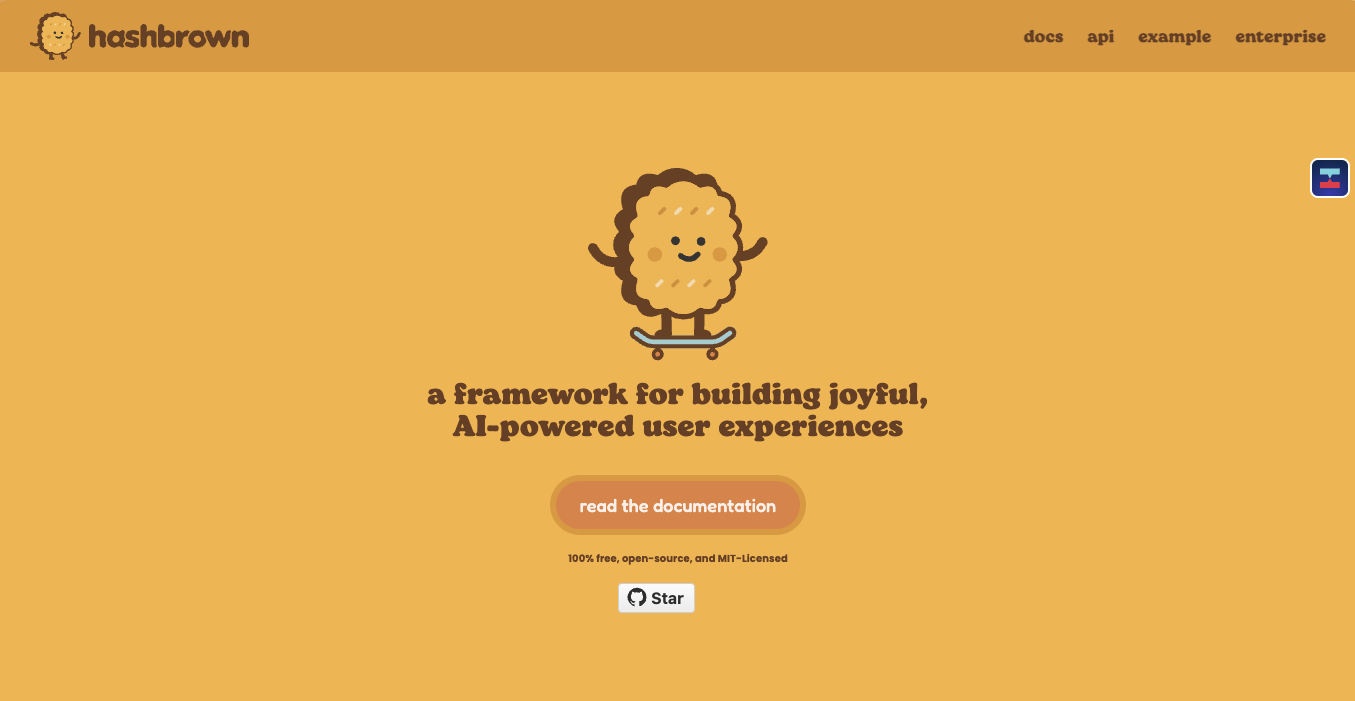 hashbrown
docs api example enterprise
a framework for building joyful,
AI-powered user experiences
read the documentation
100% free, open-source, and MIT-Licensed
Star